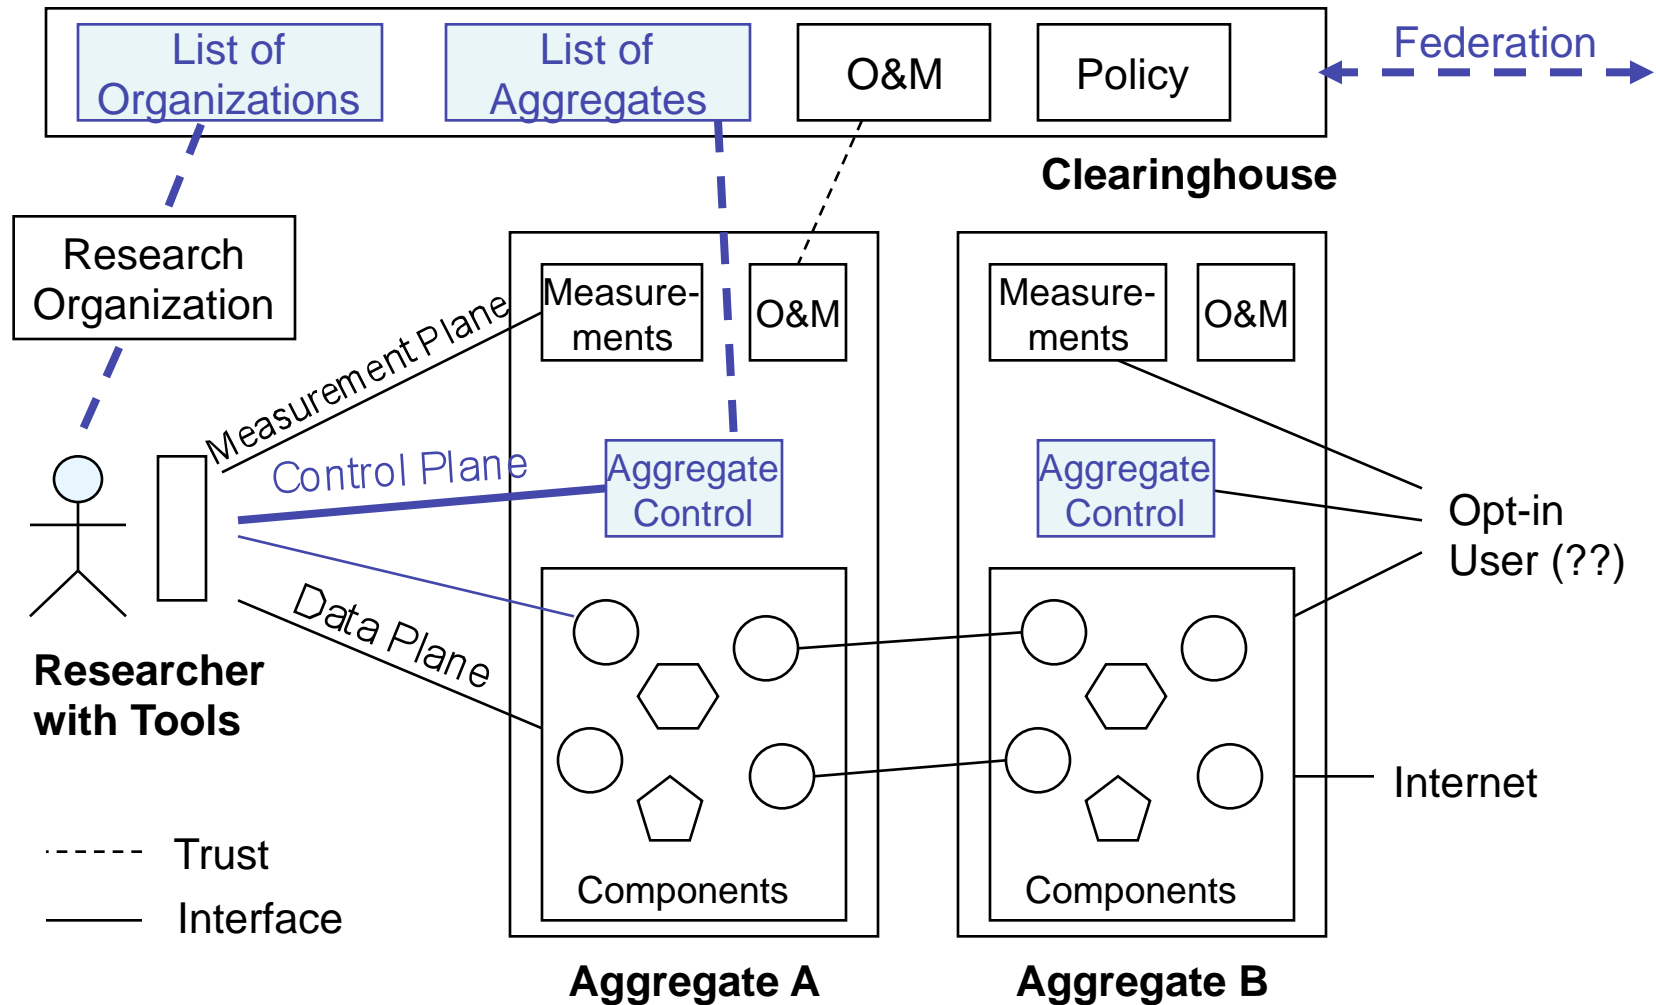 List of
Organizations
List of
Aggregates
O&M
Policy
Federation
Clearinghouse
Research
Organization
Measure-
ments
O&M
Measure-
ments
O&M
Measurement Plane
Control Plane
Aggregate
Control
Aggregate
Control
Opt-in
User (??)
Data Plane
Researcher
with Tools
Internet
Trust
Interface
Components
Components
Aggregate A
Aggregate B